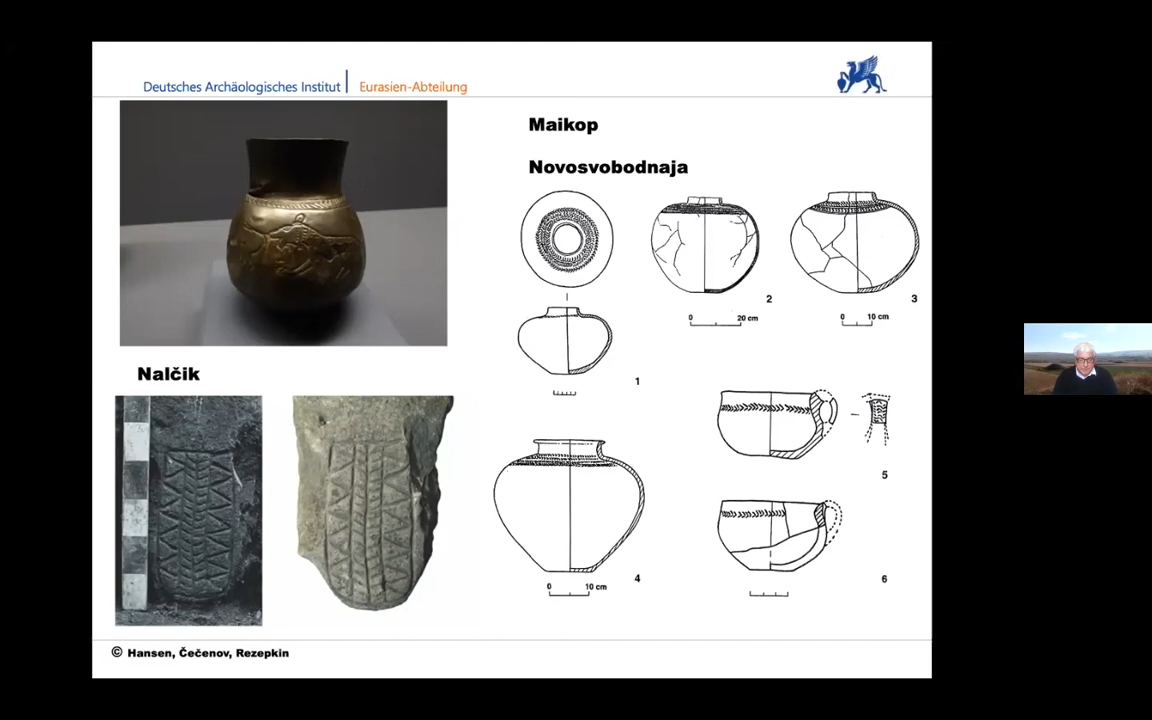 Deutsches Archäologisches Institut Eurasien-Abteilung
Maikop
Novosvobodnaja
1
2
0 20 cm
3
0 10 cm
Nalčik
4
0 10 cm
5
6
© Hansen, Čečenov, Rezepkin